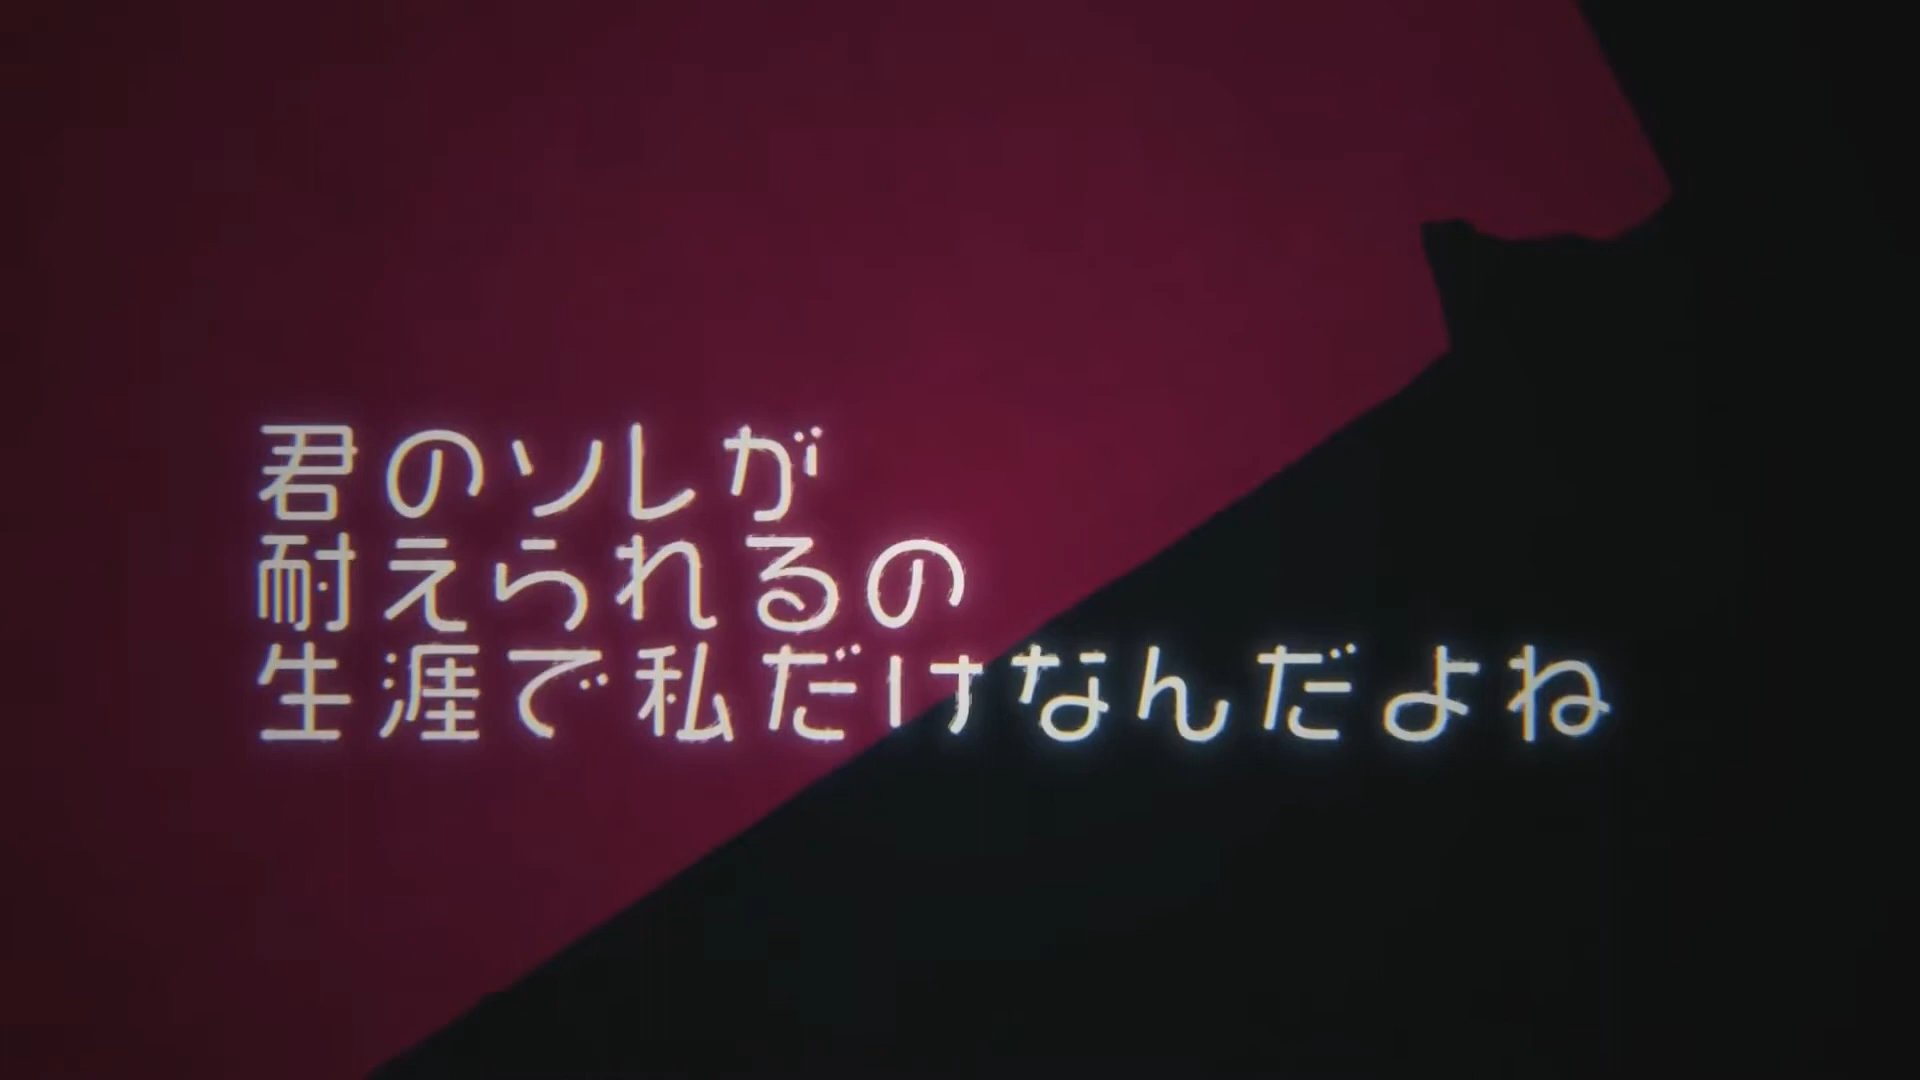 君のソレが
耐えられるの
生涯で私だけなんだよね